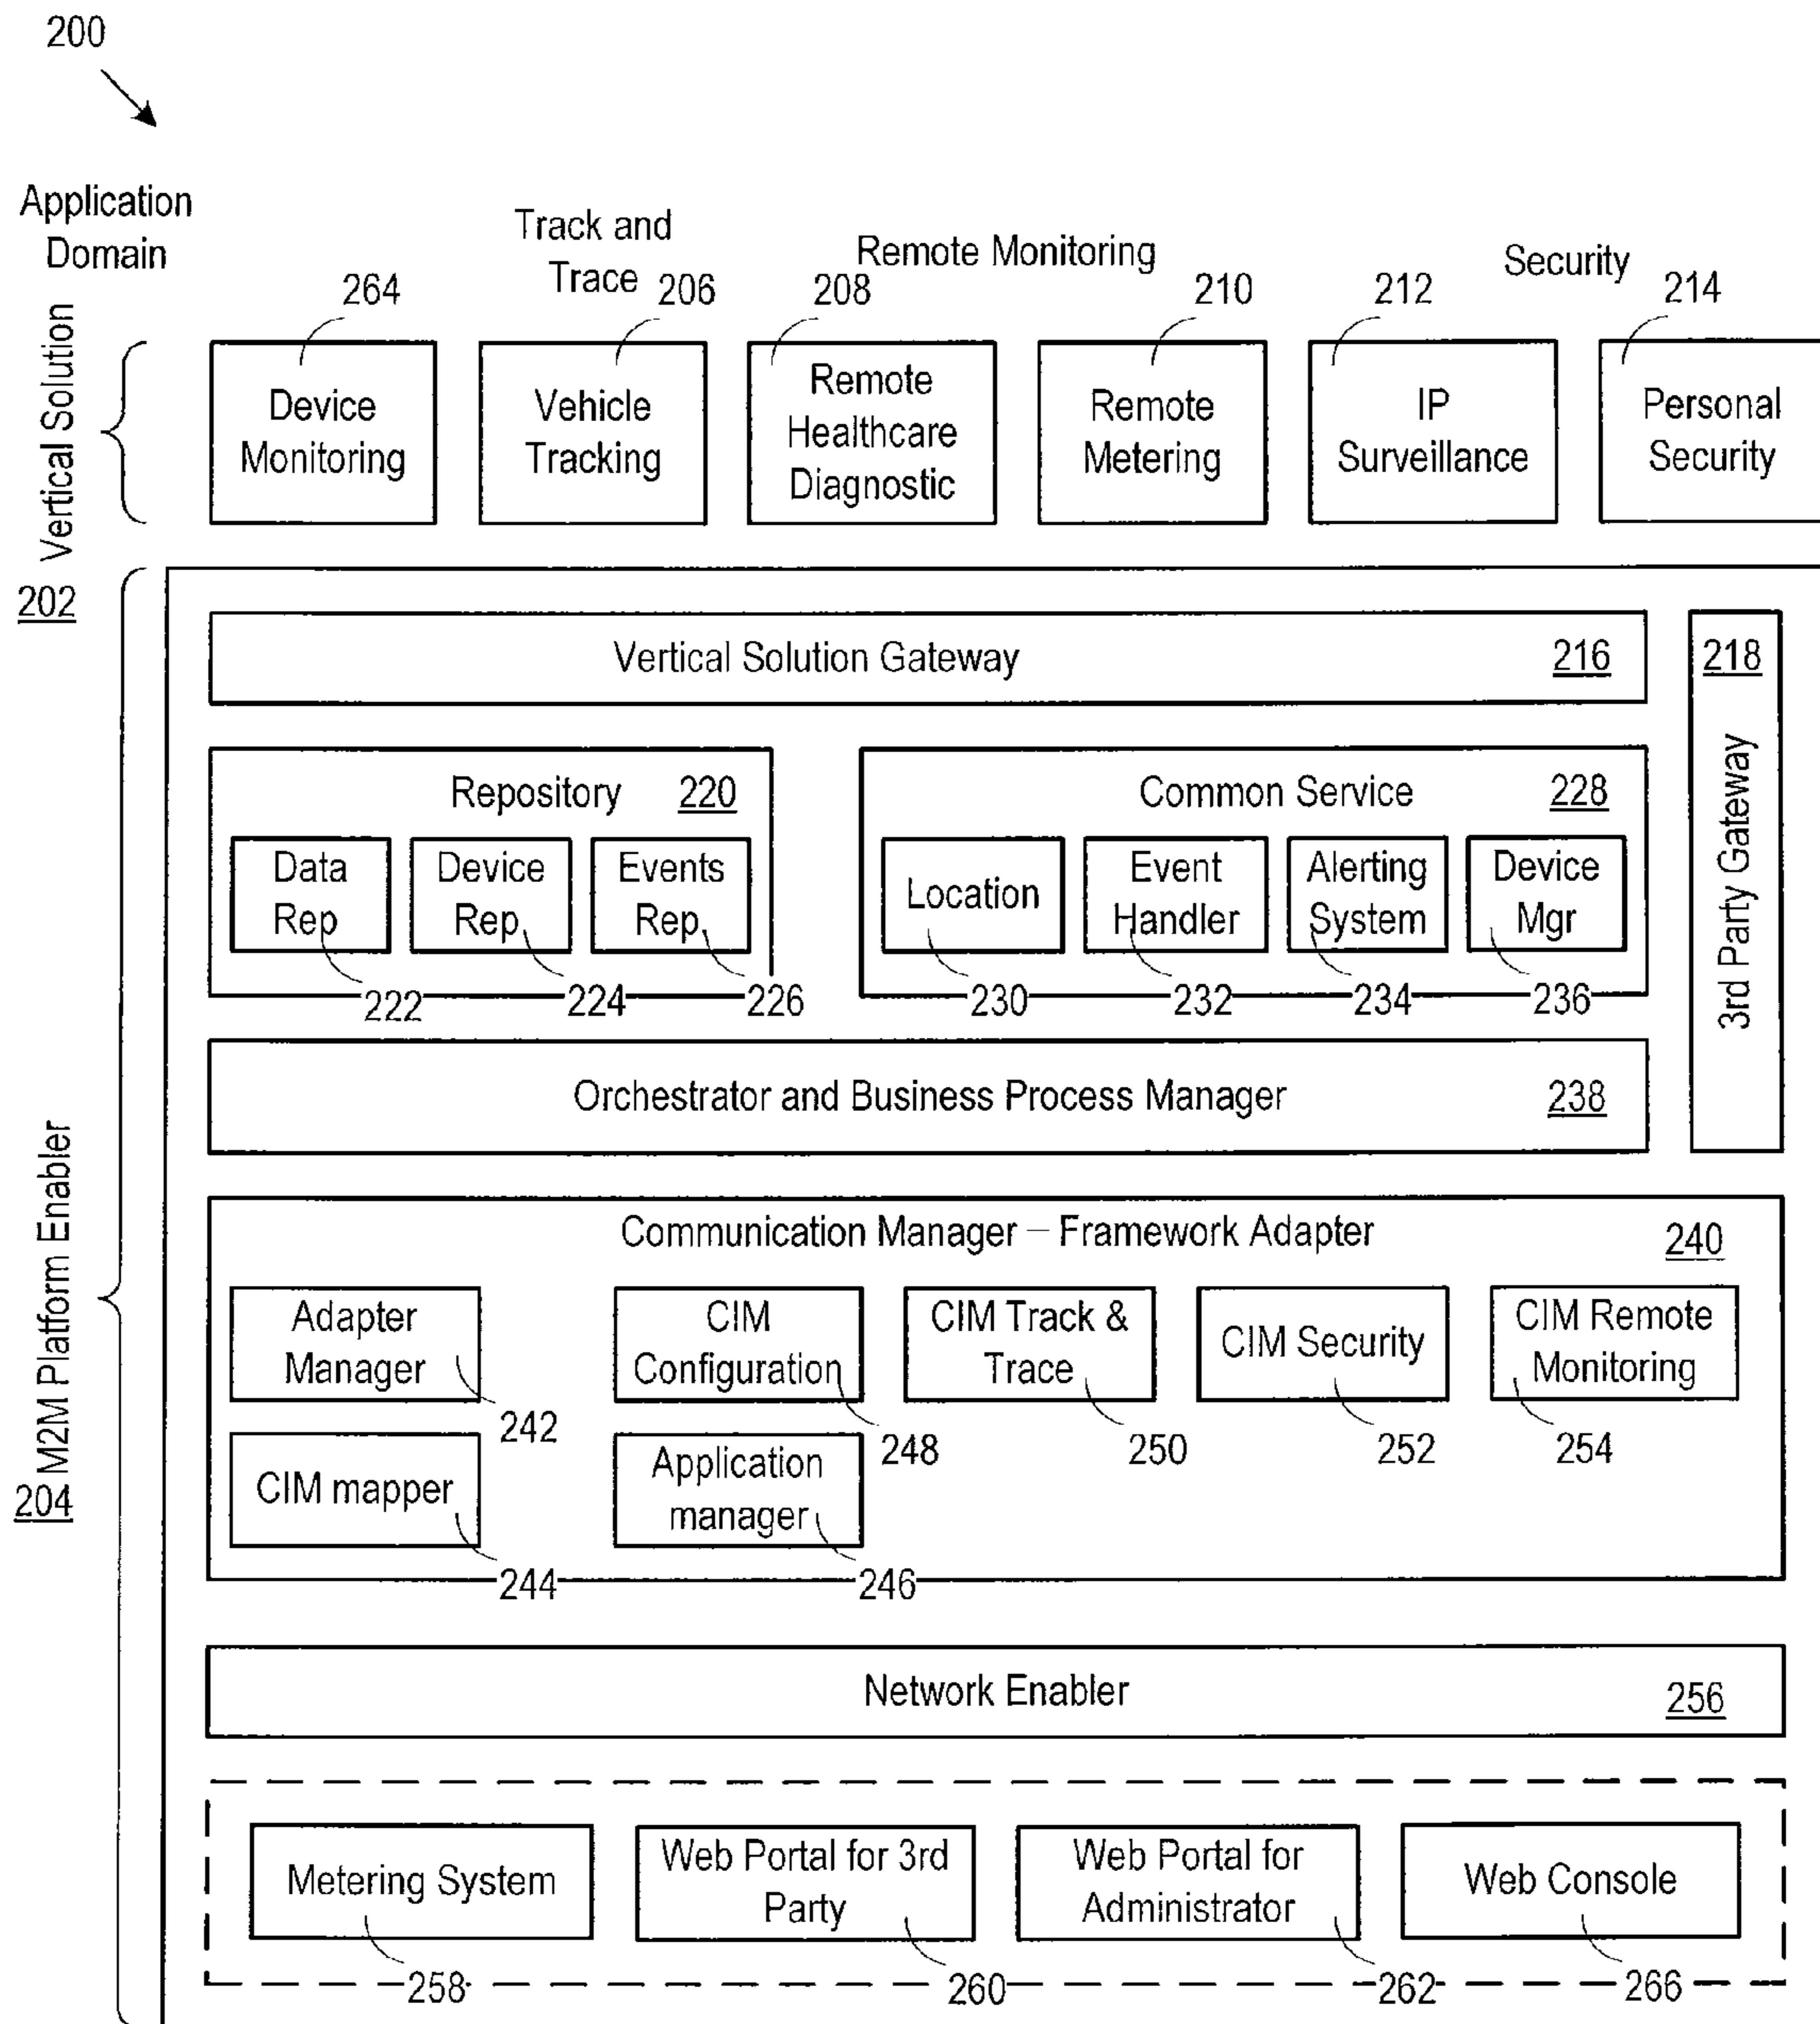 200
Application
Domain
Track and
Trace
Remote Monitoring
Security
264
206
208
210
212
214
Vertical Solution
202
Device
Monitoring
Vehicle
Tracking
Remote
Healthcare
Diagnostic
Remote
Metering
IP
Surveillance
Personal
Security
M2M Platform Enabler
204
Vertical Solution Gateway 216
218
3rd Party Gateway
Repository 220
Data
Rep
Device
Rep
Events
Rep.
222
224
226
Common Service 228
Location
Event
Handler
Alerting
System
Device
Mgr
230
232
234
236
Orchestrator and Business Process Manager 238
Communication Manager – Framework Adapter 240
Adapter
Manager
242
CIM
Configuration
248
CIM Track &
Trace
250
CIM Security
252
CIM Remote
Monitoring
254
CIM mapper
244
Application
manager
246
Network Enabler 256
Metering System
258
Web Portal for 3rd
Party
260
Web Portal for
Administrator
262
Web Console
266